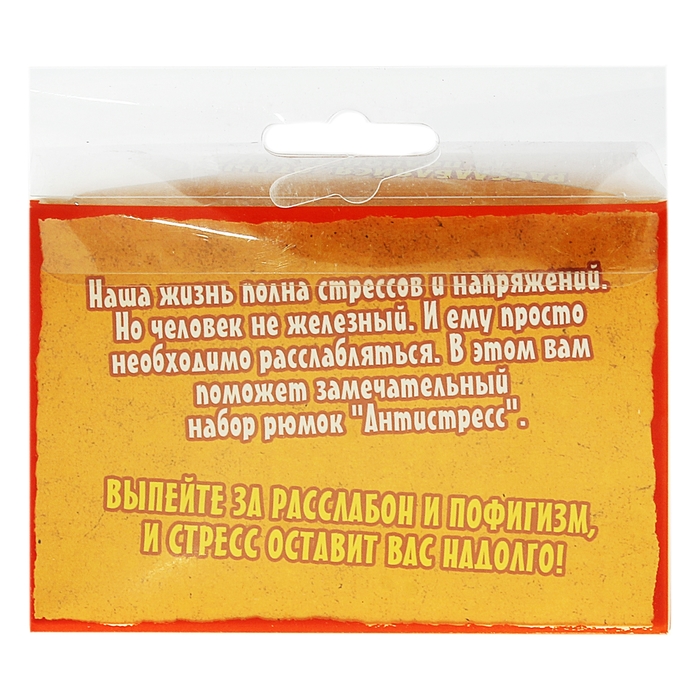 Наша жизнь полна стрессов и напряжений.
Но человек не железный. И ему просто
необходимо расслабляться. В этом вам
поможет замечательный
набор рюмок "Антистресс".
ВЫПЕЙТЕ ЗА РАССЛАБОН И ПОФИГИЗМ,
И СТРЕСС ОСТАВИТ ВАС НАДОЛГО!